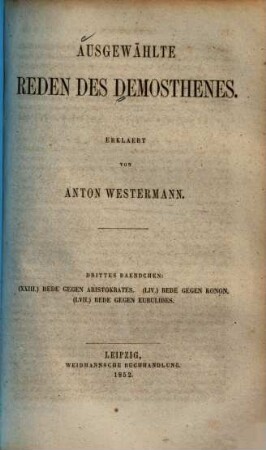 AUSGEWÄHLTE
REDEN DES DEMOSTHENES.
ERKLAERT
VON
ANTON WESTERMANN.
DRITTES BAENDCHEN:
(XXIII.) REDE GEGEN ARISTOKRATES. (LIV.) REDE GEGEN KONON.
(LVII.) REDE GEGEN EUBULIDES.
LEIPZIG,
WEIDMANNSCHE BUCHHANDLUNG.
1852.